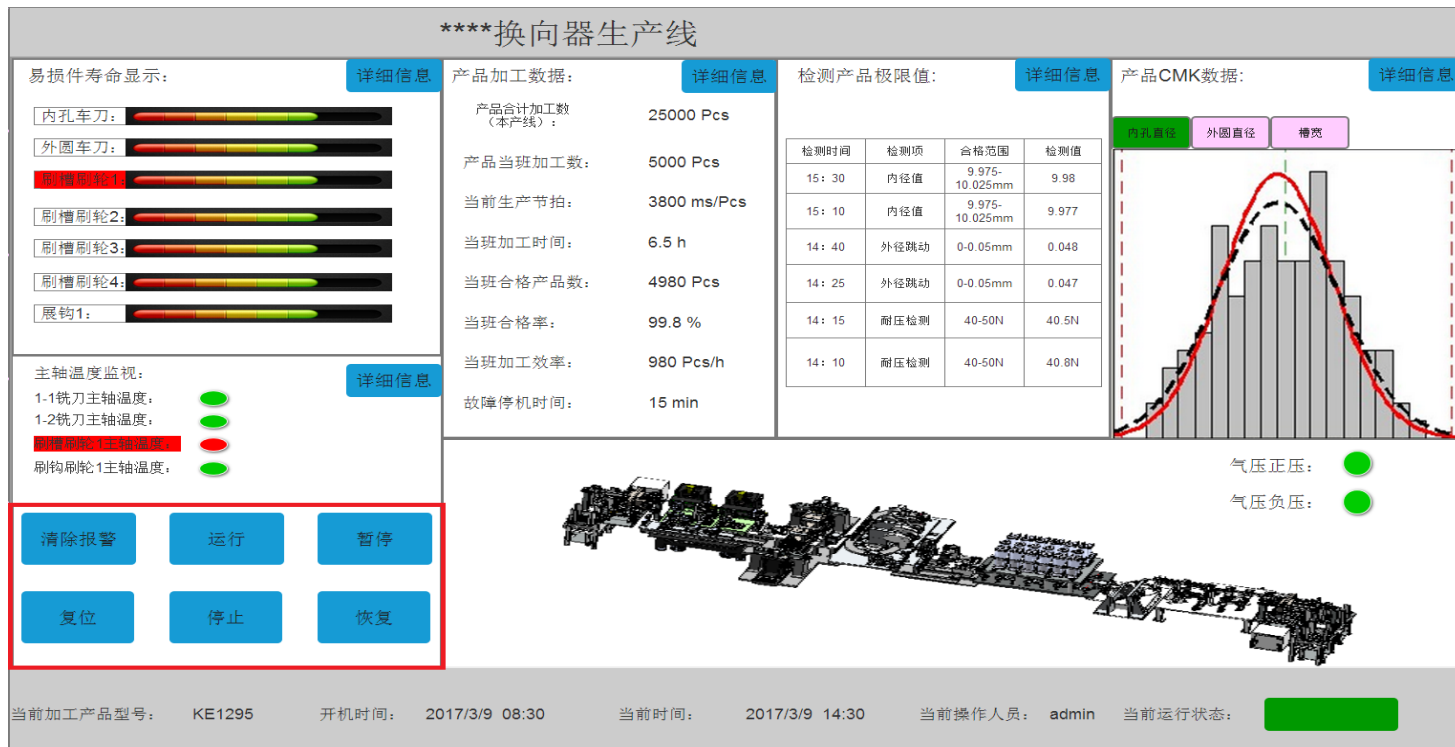 ****换向器生产线
易损件寿命显示:
详细信息
内孔车刀:
外圆车刀:
刷槽刷轮1:
刷槽刷轮2:
刷槽刷轮3:
刷槽刷轮4:
展钩1:
主轴温度监视:
详细信息
1-1铣刀主轴温度:
1-2铣刀主轴温度:
刷槽刷轮1主轴温度:
刷钩刷轮1主轴温度:
清除报警 运行 暂停
复位 停止 恢复
产品加工数据:
详细信息
产品合计加工数
(本产线): 25000 Pcs
产品当班加工数: 5000 Pcs
当前生产节拍: 3800 ms/Pcs
当班加工时间: 6.5 h
当班合格产品数: 4980 Pcs
当班合格率: 99.8 %
当班加工效率: 980 Pcs/h
故障停机时间: 15 min
检测产品极限值:
详细信息
检测时间 检测项 合格范围 检测值
15: 30 内径值 9.975-10.025mm 9.98
15: 10 内径值 9.975-10.025mm 9.977
14: 40 外径跳动 0-0.05mm 0.048
14: 25 外径跳动 0-0.05mm 0.047
14: 15 耐压检测 40-50N 40.5N
14: 10 耐压检测 40-50N 40.8N
产品CMK数据:
详细信息
内孔直径 外圆直径 槽宽
气压正压:
气压负压:
当前加工产品型号: KE1295 开机时间: 2017/3/9 08:30 当前时间: 2017/3/9 14:30 当前操作人员: admin 当前运行状态: